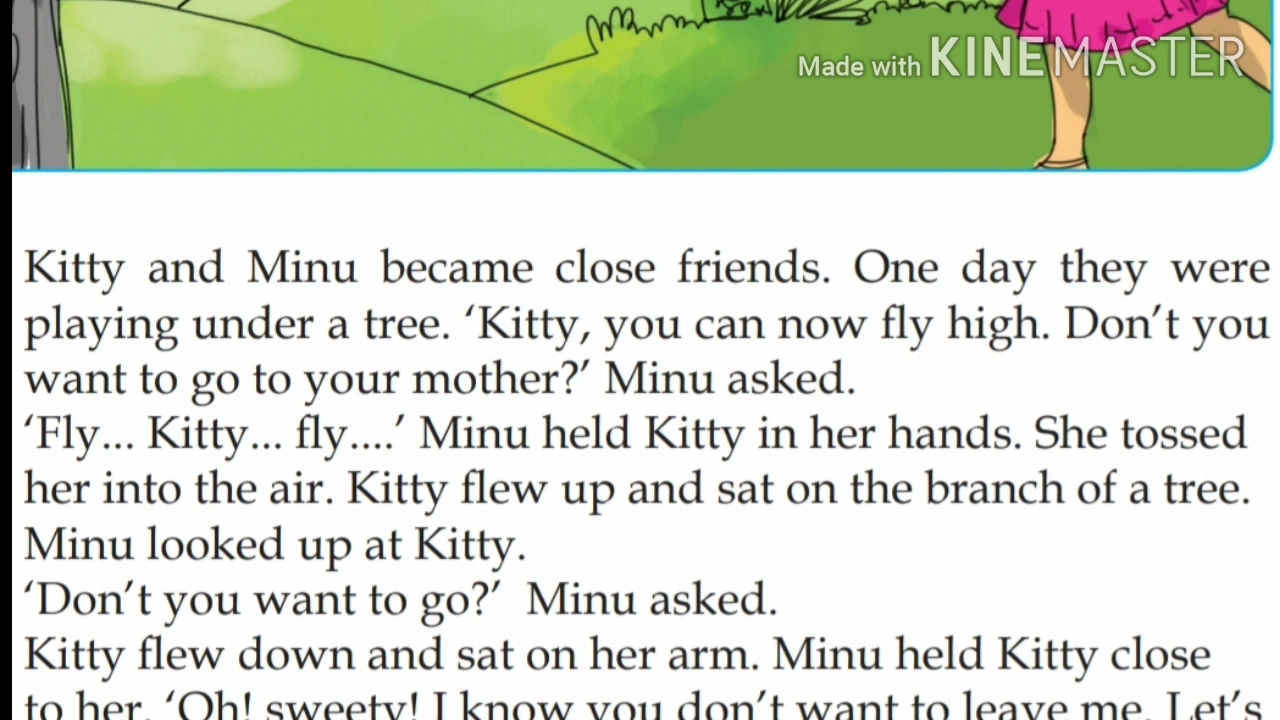 Made with KINEMASTER
Kitty and Minu became close friends. One day they were
playing under a tree. ‘Kitty, you can now fly high. Don’t you
want to go to your mother?’ Minu asked.
‘Fly... Kitty... fly....’ Minu held Kitty in her hands. She tossed
her into the air. Kitty flew up and sat on the branch of a tree.
Minu looked up at Kitty.
‘Don’t you want to go?’ Minu asked.
Kitty flew down and sat on her arm. Minu held Kitty close
to her. ‘Oh! sweety! I know you don’t want to leave me. Let’s